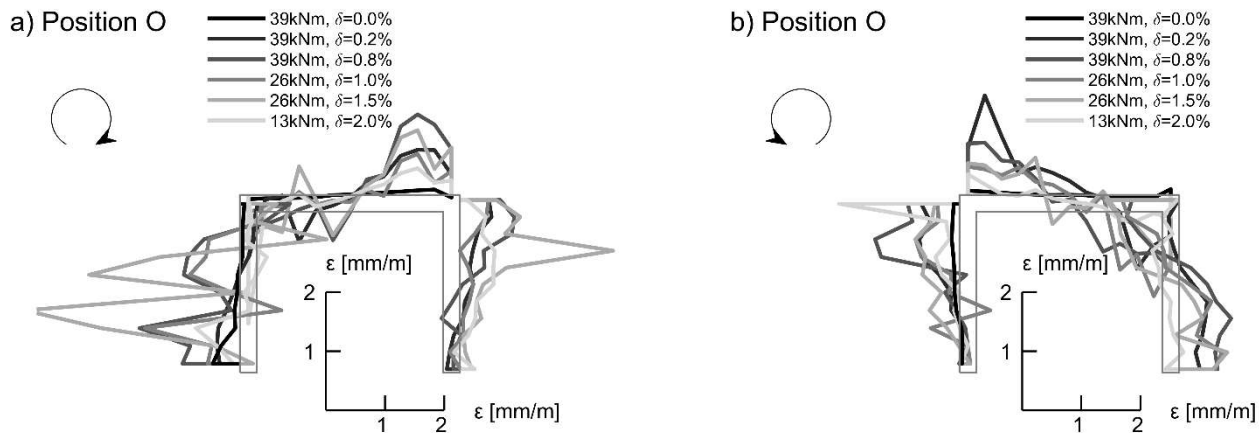 a) Position O
39kNm, δ=0.0%
39kNm, δ=0.2%
39kNm, δ=0.8%
26kNm, δ=1.0%
26kNm, δ=1.5%
13kNm, δ=2.0%
ε [mm/m]
2
1
1 2
ε [mm/m]
b) Position O
39kNm, δ=0.0%
39kNm, δ=0.2%
39kNm, δ=0.8%
26kNm, δ=1.0%
26kNm, δ=1.5%
13kNm, δ=2.0%
ε [mm/m]
2
1
1 2
ε [mm/m]